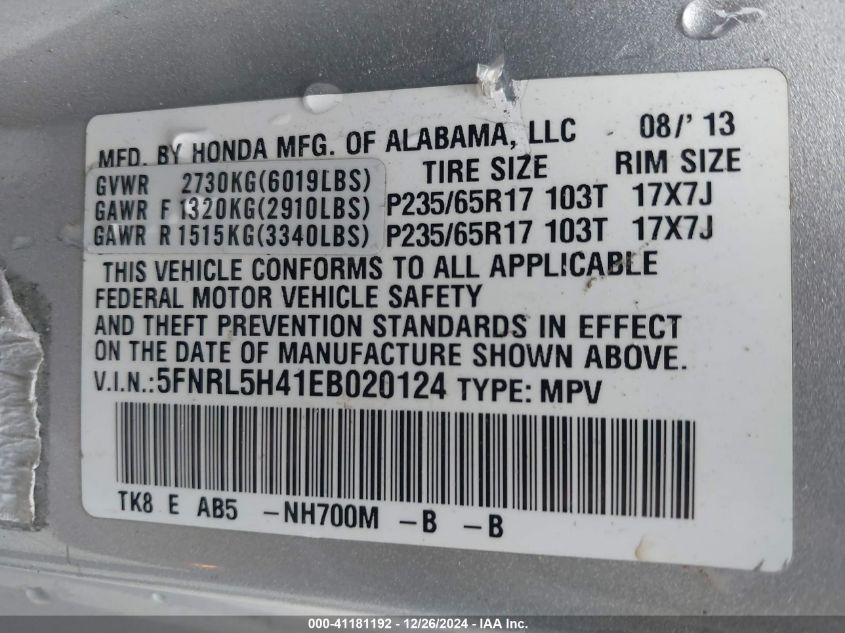 MFD. BY HONDA MFG. OF ALABAMA, LLC 08/' 13
TIRE SIZE RIM SIZE
GVWR 2730KG(6019LBS)
GAWR F 1320KG(2910LBS) P235/65R17 103T 17X7J
GAWR R 1515KG(3340LBS) P235/65R17 103T 17X7J
THIS VEHICLE CONFORMS TO ALL APPLICABLE
FEDERAL MOTOR VEHICLE SAFETY
AND THEFT PREVENTION STANDARDS IN EFFECT
ON THE DATE OF MANUFACTURE SHOWN ABOVE.
V.I.N.: 5FNRL5H41EB020124 TYPE: MPV
TK8 E AB5 -NH700M -B -B
000-41181192 - 12/26/2024 - IAA Inc.